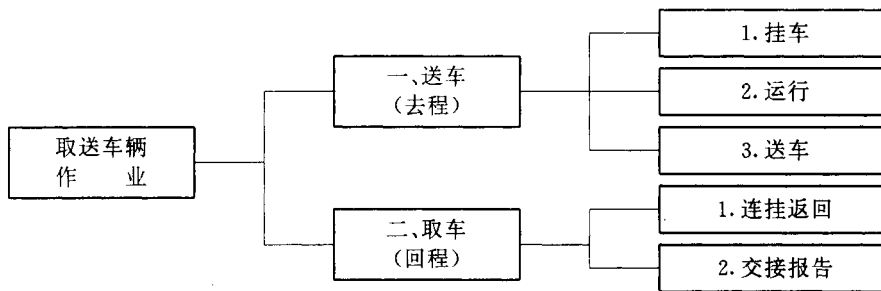 取送车辆
作 业
一、送车
(去程)
1.挂车
2.运行
3.送车
二、取车
(回程)
1.连挂返回
2.交接报告